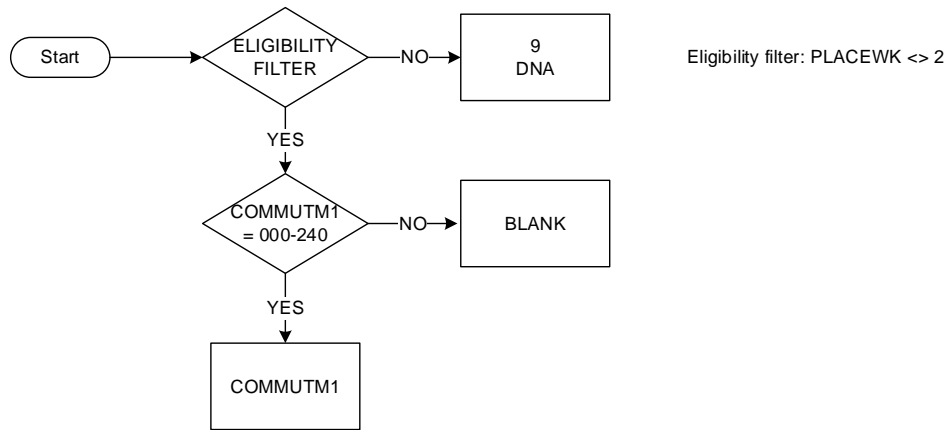 Start
ELIGIBILITY
FILTER
NO
9
DNA
Eligibility filter: PLACEWK <> 2
YES
COMMUTM1
= 000-240
NO
BLANK
YES
COMMUTM1